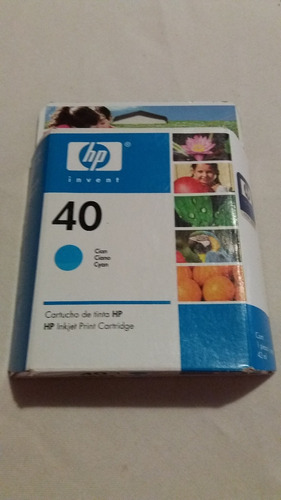 hp
invent
40
Cian
Ciano
Cyan
Cartucho de tinta HP
HP Inkjet Print Cartridge